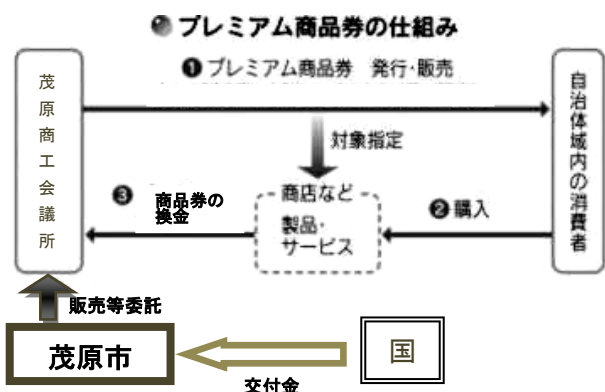 プレミアム商品券の仕組み
❶プレミアム商品券 発行・販売
茂原商工会議所
自治体域内の消費者
対象指定
商店など
製品・
サービス
❷購入
❸ 商品券の
換金
販売等委託
茂原市
国
交付金